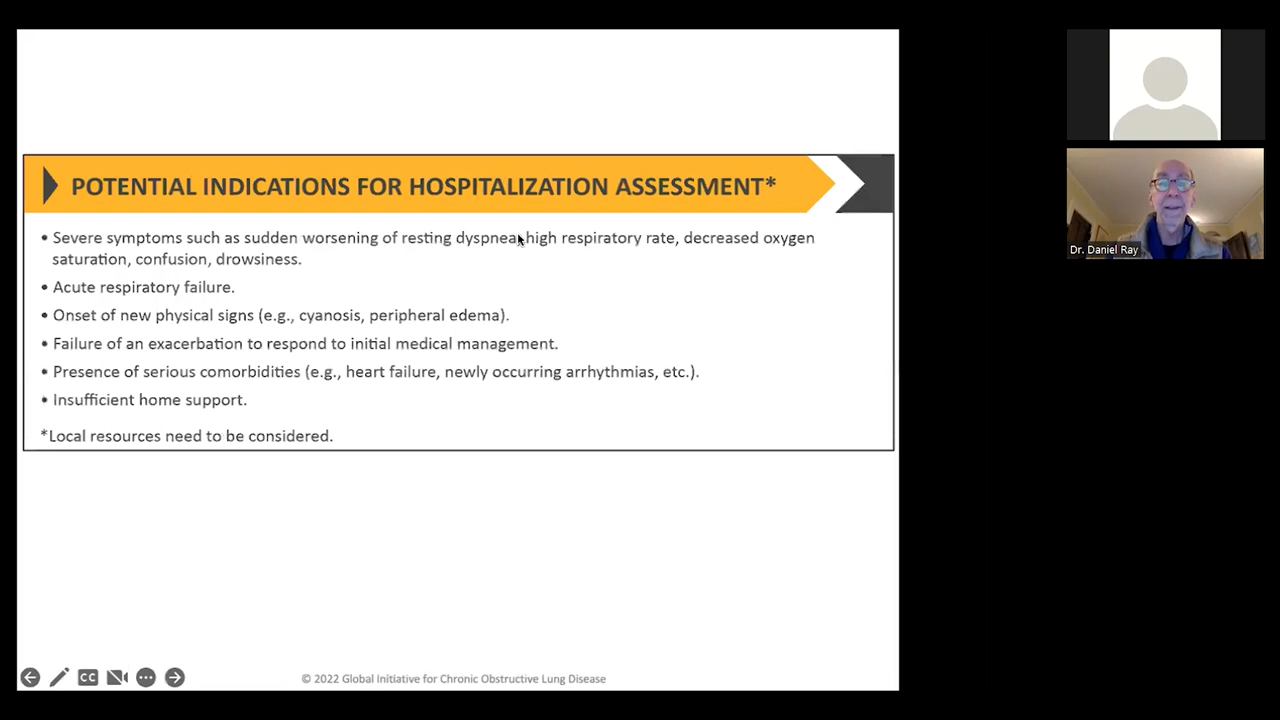 POTENTIAL INDICATIONS FOR HOSPITALIZATION ASSESSMENT*
• Severe symptoms such as sudden worsening of resting dyspnea, high respiratory rate, decreased oxygen
saturation, confusion, drowsiness.
• Acute respiratory failure.
• Onset of new physical signs (e.g., cyanosis, peripheral edema).
• Failure of an exacerbation to respond to initial medical management.
• Presence of serious comorbidities (e.g., heart failure, newly occurring arrhythmias, etc.).
• Insufficient home support.
*Local resources need to be considered.
CC
© 2022 Global Initiative for Chronic Obstructive Lung Disease
Dr. Daniel Ray